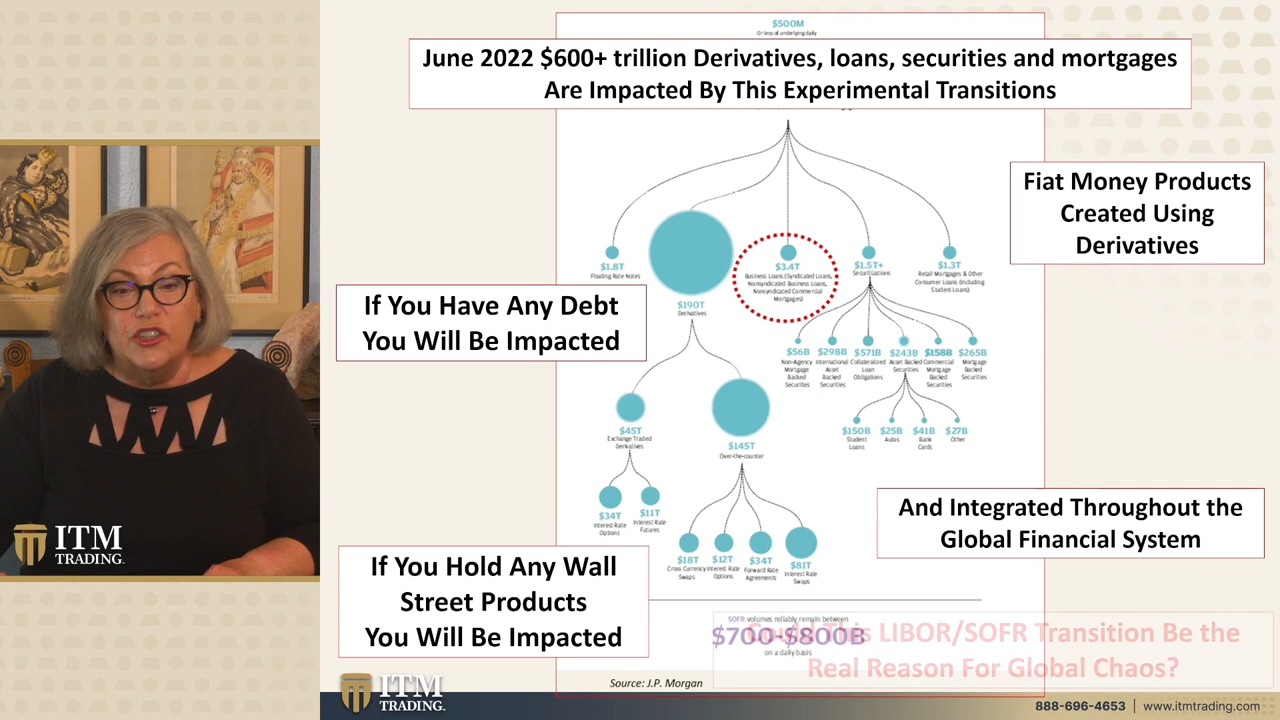 $500M
Or less of underlying daily
June 2022 $600+ trillion Derivatives, loans, securities and mortgages
Are Impacted By This Experimental Transitions
Fiat Money Products
Created Using
Derivatives
$1.8T
Floating Rate Notes
$190T
Derivatives
$3.4T
Business Loans (Syndicated Loans,
Nonsyndicated Business Loans,
Nonsyndicated Commercial
Mortgages)
$1.5T+
Securitizations
$1.3T
Retail Mortgages & Other
Consumer Loans (Including
Student Loans)
If You Have Any Debt
You Will Be Impacted
$56B
Non-Agency
Mortgage
Backed
Securities
$298B
International
Asset
Backed
Securities
$571B
Collateralized
Loan
Obligations
$243B
Asset Backed
Securities
$158B
Commercial
Mortgage
Backed
Securities
$265B
Mortgage
Backed
Securities
$45T
Exchange Traded
Derivatives
$145T
Over-the-counter
$150B
Student
Loans
$25B
Autos
$41B
Bank
Cards
$27B
Other
$34T
Interest Rate
Options
$11T
Interest Rate
Futures
And Integrated Throughout the
Global Financial System
$18T
Cross Currency
Swaps
$12T
Interest Rate
Options
$34T
Forward Rate
Agreements
$81T
Interest Rate
Swaps
If You Hold Any Wall
Street Products
You Will Be Impacted
SOFR volumes reliably remain between
$700-$800B
on a daily basis
Could This LIBOR/SOFR Transition Be the
Real Reason For Global Chaos?
Source: J.P. Morgan
ITM
TRADING.
ITM
TRADING.
888-696-4653 | www.itmtrading.com